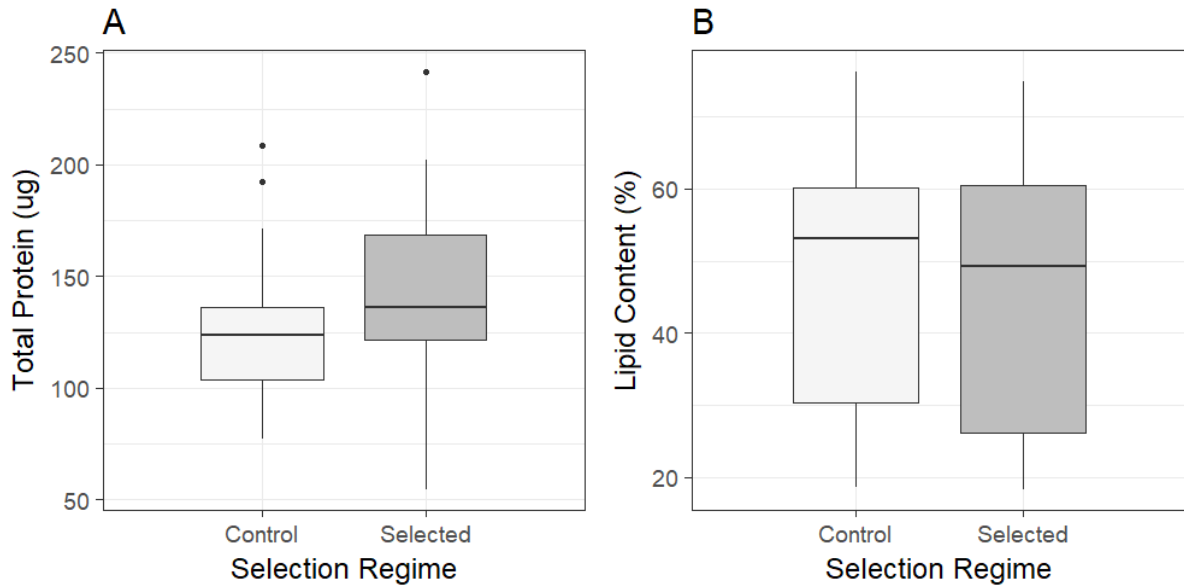 A
Total Protein (ug)
250
200
150
100
50
Control Selected
Selection Regime
B
Lipid Content (%)
60
40
20
Control Selected
Selection Regime